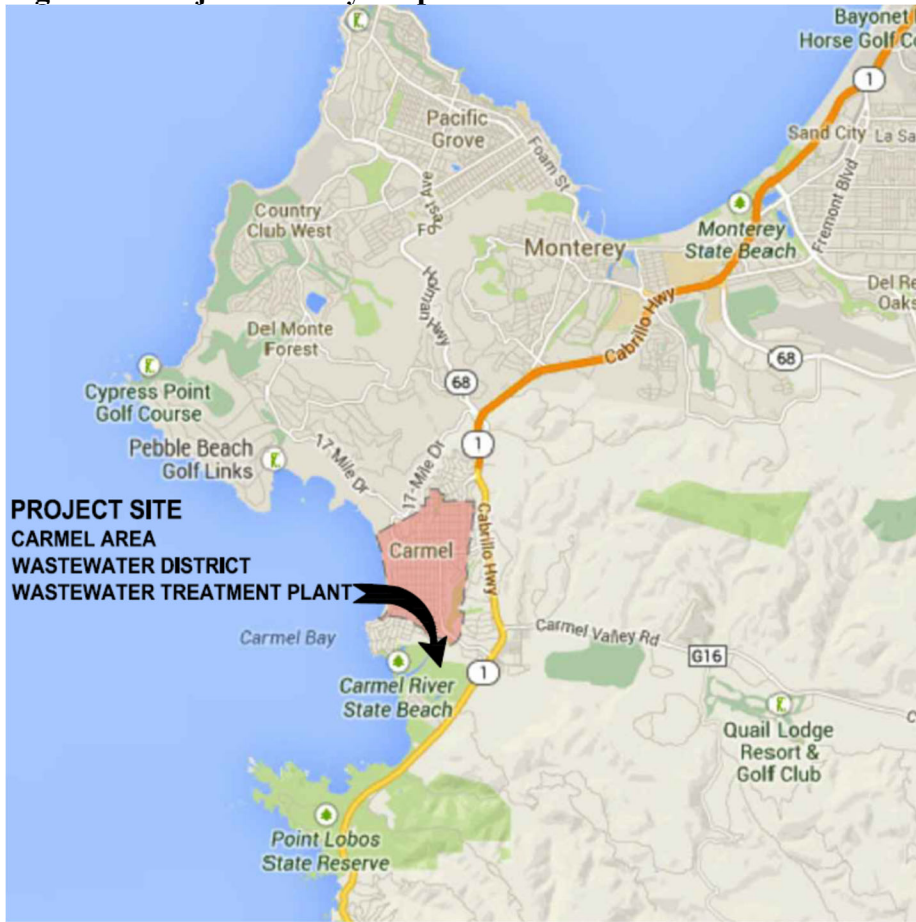 Bayonet
Horse Golf Co
1
Pacific
Grove
Sand City
La Sa
Foam St
Fremont Blvd
Country
Club West
Monterey
State Beach
Monterey
Holman Hwy
Del Re
Oaks
Cabrillo Hwy
Del Monte
Forest
68
68
Cypress Point
Golf Course
1
Pebble Beach
Golf Links
17 Mile Dr
17-Mile Dr
PROJECT SITE
CARMEL AREA
WASTEWATER DISTRICT
WASTEWATER TREATMENT PLANT
Carmel
Cabrillo Hwy
Carmel Bay
Carmel Valley Rd
G16
1
Carmel River
State Beach
Quail Lodge
Resort &
Golf Club
Point Lobos
State Reserve